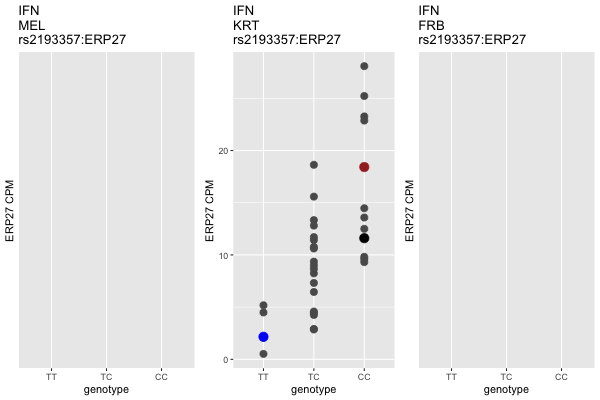 IFN
MEL
rs2193357:ERP27
ERP27 CPM
TT
TC
CC
genotype
IFN
KRT
rs2193357:ERP27
ERP27 CPM
20
10
0
TT
TC
CC
genotype
IFN
FRB
rs2193357:ERP27
ERP27 CPM
TT
TC
CC
genotype